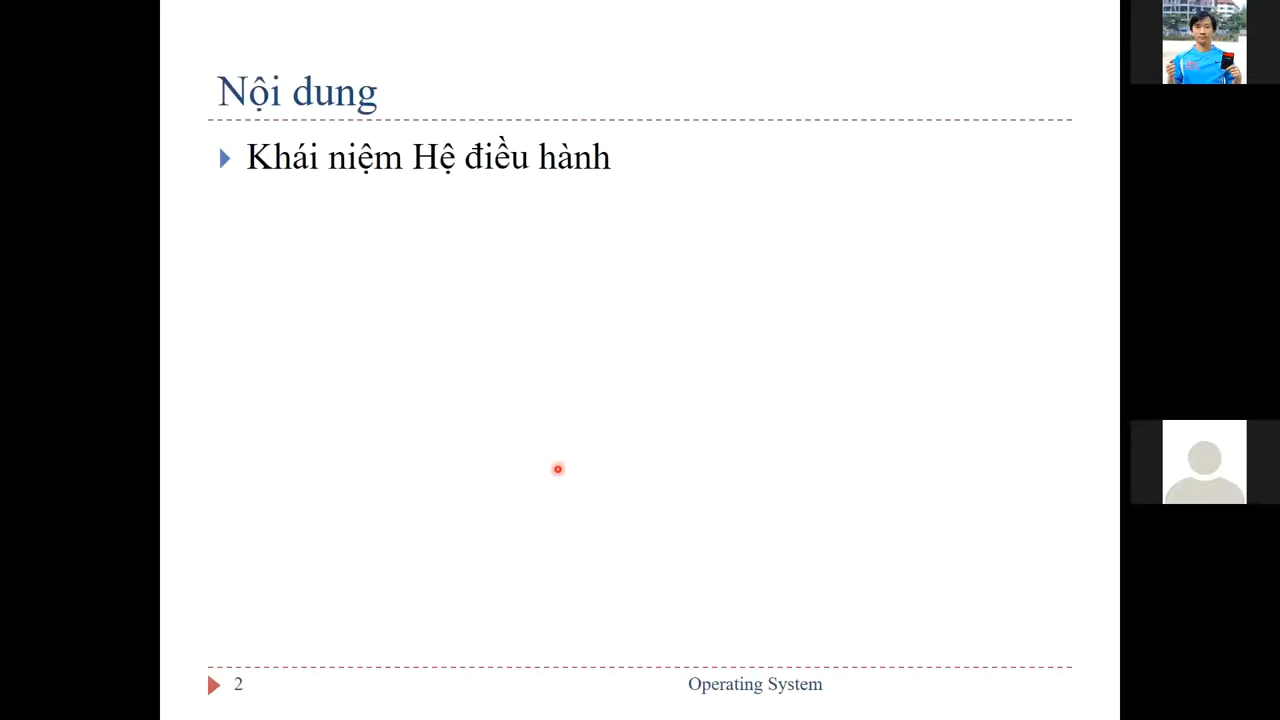 Nội dung
Khái niệm Hệ điều hành
2
Operating System